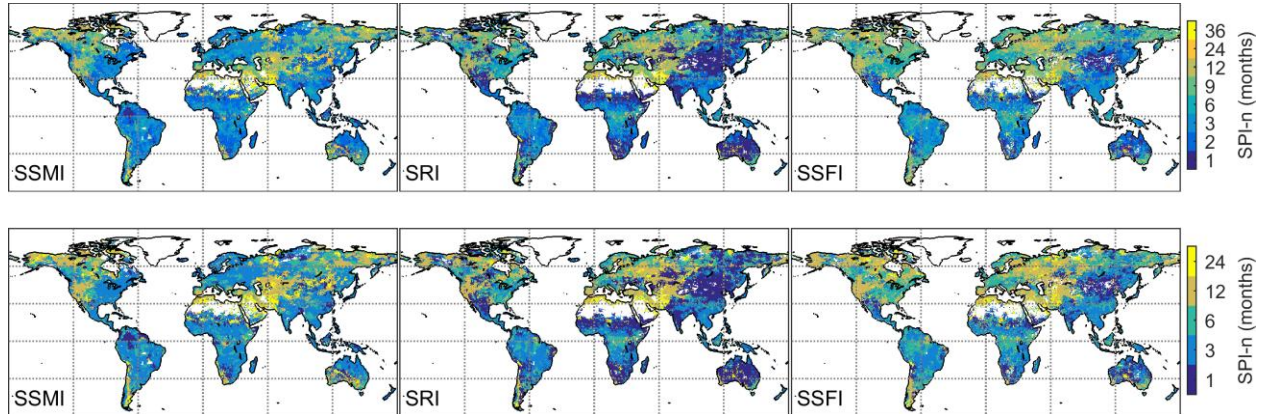 SSMI
SRI
SSFI
36
24
12
9
6
3
2
1
SPI-n (months)
SSMI
SRI
SSFI
24
12
6
3
1
SPI-n (months)